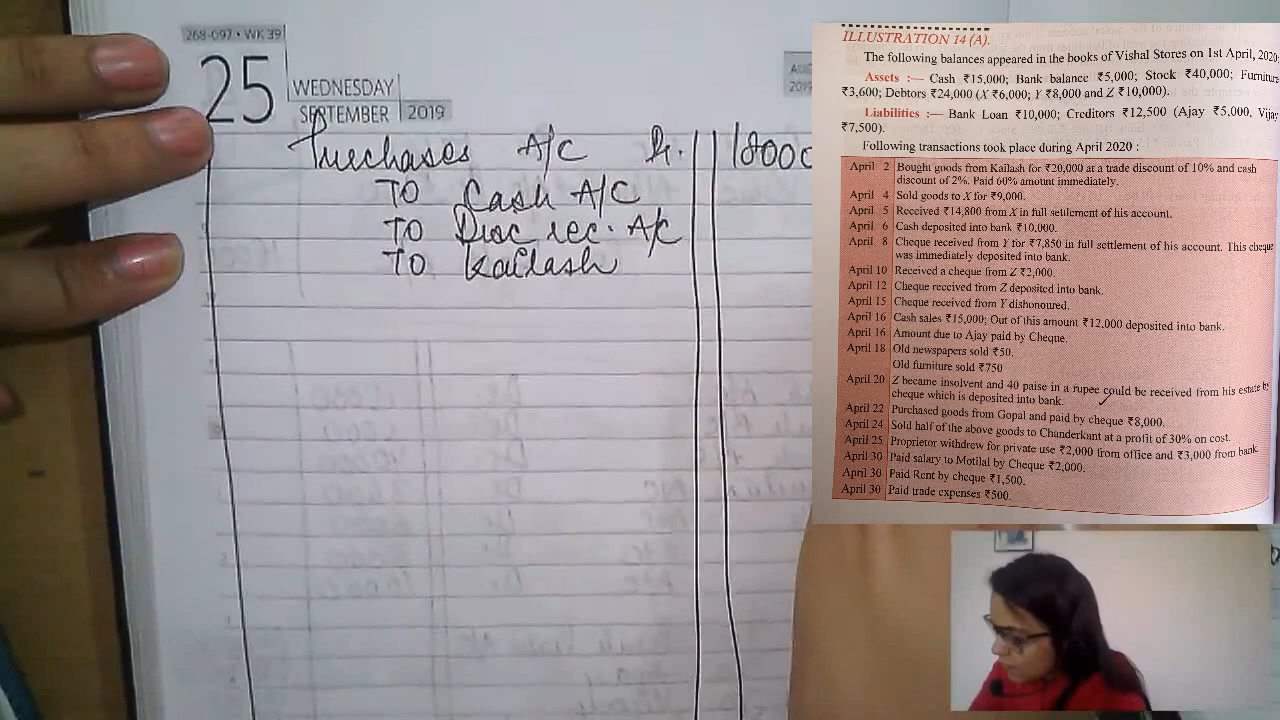 268-097 • WK 39
25
WEDNESDAY
SEPTEMBER 2019
AUG
2019
Purchases A/C Dr. 18000
To Cash A/C
To Disc rec. A/c
To Kailash
ILLUSTRATION 14 (A).
The following balances appeared in the books of Vishal Stores on 1st April, 2020
Assets :— Cash ₹15,000; Bank balance ₹5,000; Stock ₹40,000; Furniture
₹3,600; Debtors ₹24,000 (X ₹6,000; Y ₹8,000 and Z ₹10,000).
Liabilities :— Bank Loan ₹10,000; Creditors ₹12,500 (Ajay ₹5,000, Vijay
₹7,500).
Following transactions took place during April 2020 :
April 2 Bought goods from Kailash for ₹20,000 at a trade discount of 10% and cash
discount of 2%. Paid 60% amount immediately.
April 4 Sold goods to X for ₹9,000.
April 5 Received ₹14,800 from X in full settlement of his account.
April 6 Cash deposited into bank ₹10,000.
April 8 Cheque received from Y for ₹7,850 in full settlement of his account. This cheque
was immediately deposited into bank.
April 10 Received a cheque from Z ₹2,000.
April 12 Cheque received from Z deposited into bank.
April 15 Cheque received from Y dishonoured.
April 16 Cash sales ₹15,000; Out of this amount ₹12,000 deposited into bank.
April 16 Amount due to Ajay paid by Cheque.
April 18 Old newspapers sold ₹50.
Old furniture sold ₹750
April 20 Z became insolvent and 40 paise in a rupee could be received from his estate by
cheque which is deposited into bank.
April 22 Purchased goods from Gopal and paid by cheque ₹8,000.
April 24 Sold half of the above goods to Chanderkant at a profit of 30% on cost.
April 25 Proprietor withdrew for private use ₹2,000 from office and ₹3,000 from bank
April 30 Paid salary to Motilal by Cheque ₹2,000.
April 30 Paid Rent by cheque ₹1,500.
April 30 Paid trade expenses ₹500.